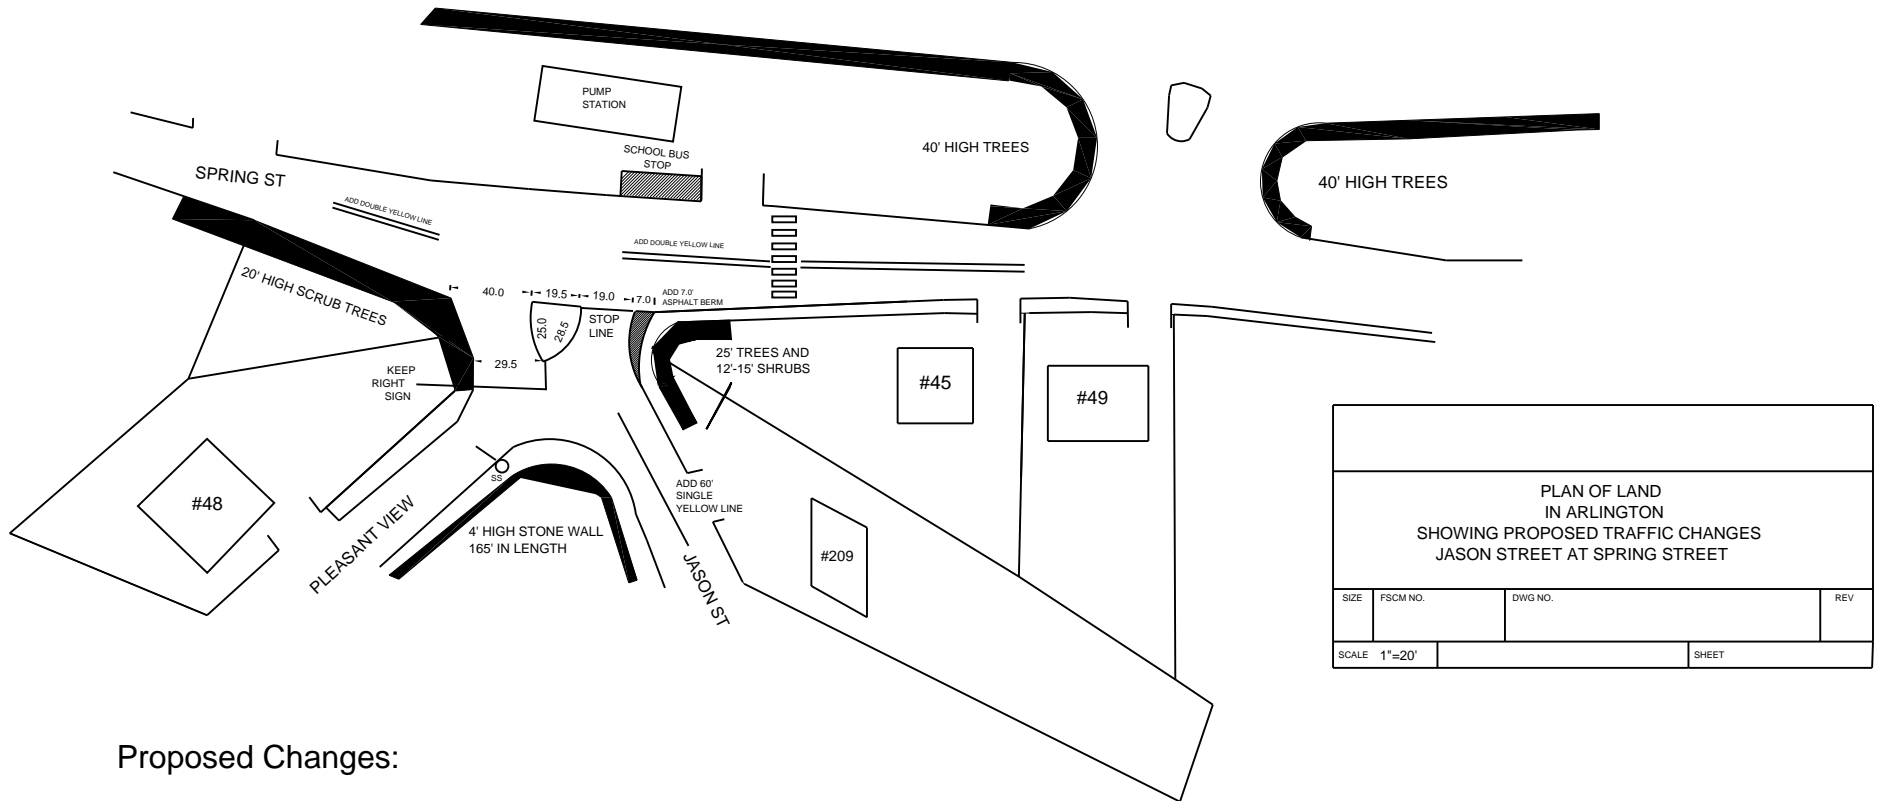 PUMP
STATION
SCHOOL BUS
STOP
40' HIGH TREES
40' HIGH TREES
SPRING ST
ADD DOUBLE YELLOW LINE
ADD DOUBLE YELLOW LINE
20' HIGH SCRUB TREES
40.0
19.5
19.0
7.0
ADD 7.0'
ASPHALT BERM
25.0
28.5
STOP
LINE
29.5
KEEP
RIGHT
SIGN
25' TREES AND
12'-15' SHRUBS
#45
#49
#48
SS
PLEASANT VIEW
4' HIGH STONE WALL
165' IN LENGTH
ADD 60'
SINGLE
YELLOW LINE
JASON ST
#209
PLAN OF LAND
IN ARLINGTON
SHOWING PROPOSED TRAFFIC CHANGES
JASON STREET AT SPRING STREET
SIZE FSCM NO. DWG NO. REV
SCALE 1"=20' SHEET
Proposed Changes: